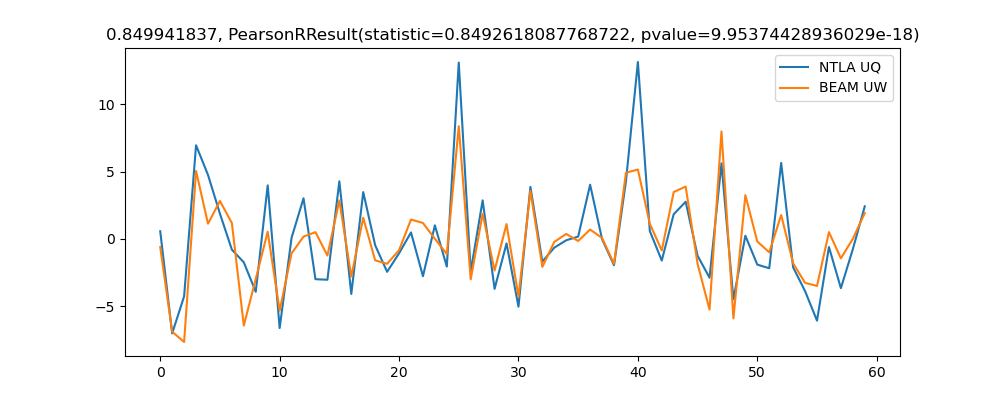 0.849941837, PearsonRResult(statistic=0.8492618087768722, pvalue=9.95374428936029e-18)
NTLA UQ
BEAM UW
10
5
0
−5
0 10 20 30 40 50 60